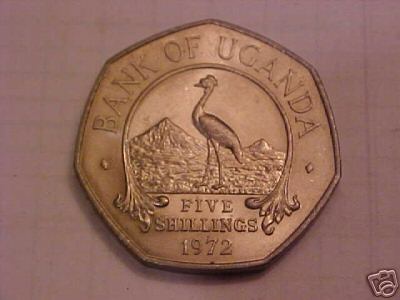 BANK OF UGANDA
FIVE
SHILLINGS
1972